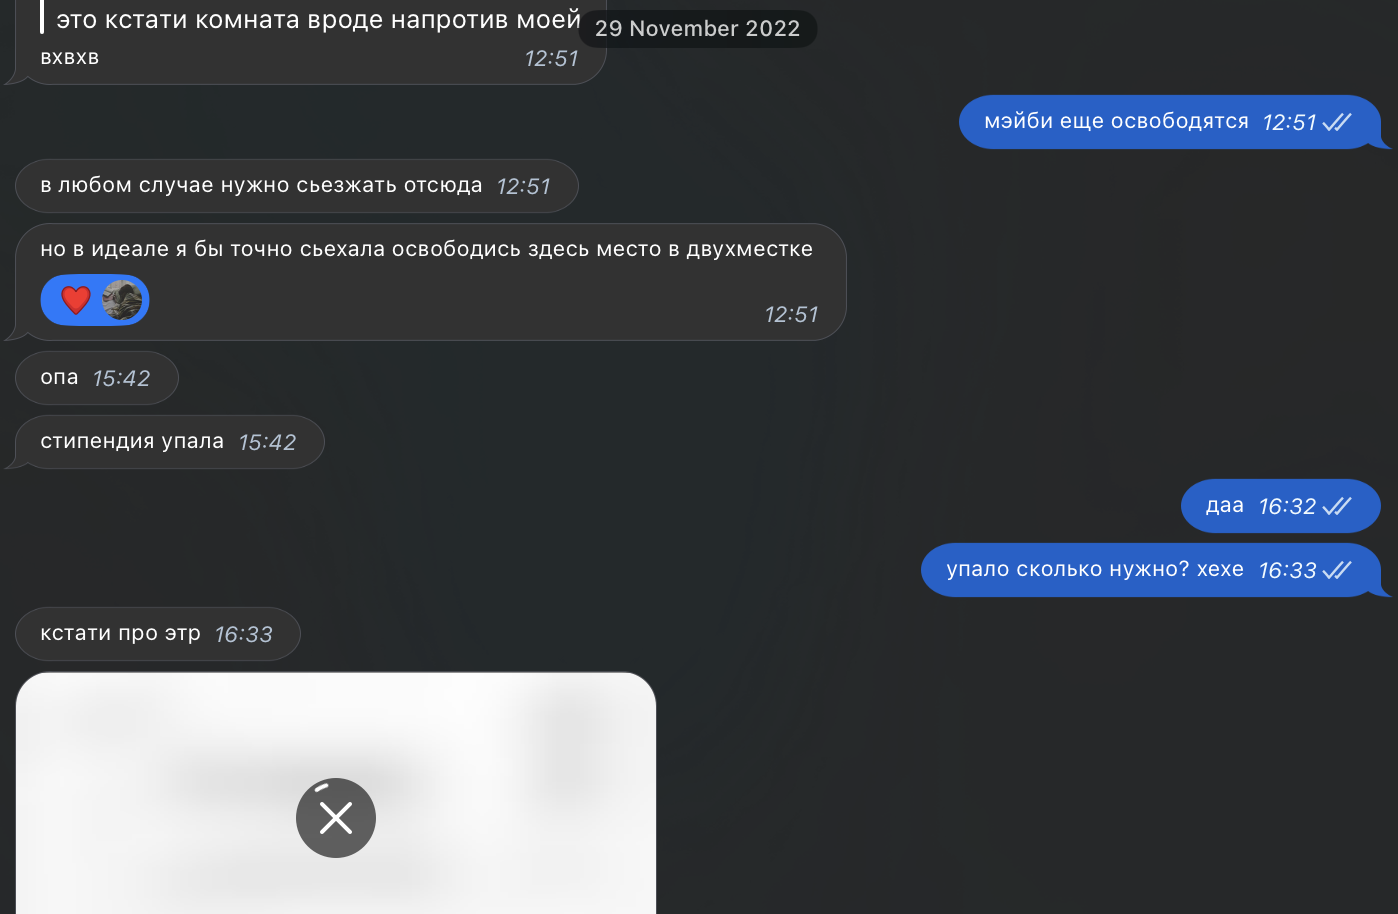 это кстати комната вроде напротив моей
29 November 2022
вхвхв 12:51
мэйби еще освободятся 12:51
в любом случае нужно сьезжать отсюда 12:51
но в идеале я бы точно сьехала освободись здесь место в двухместке
12:51
опа 15:42
стипендия упала 15:42
даа 16:32
упало сколько нужно? хехе 16:33
кстати про этр 16:33